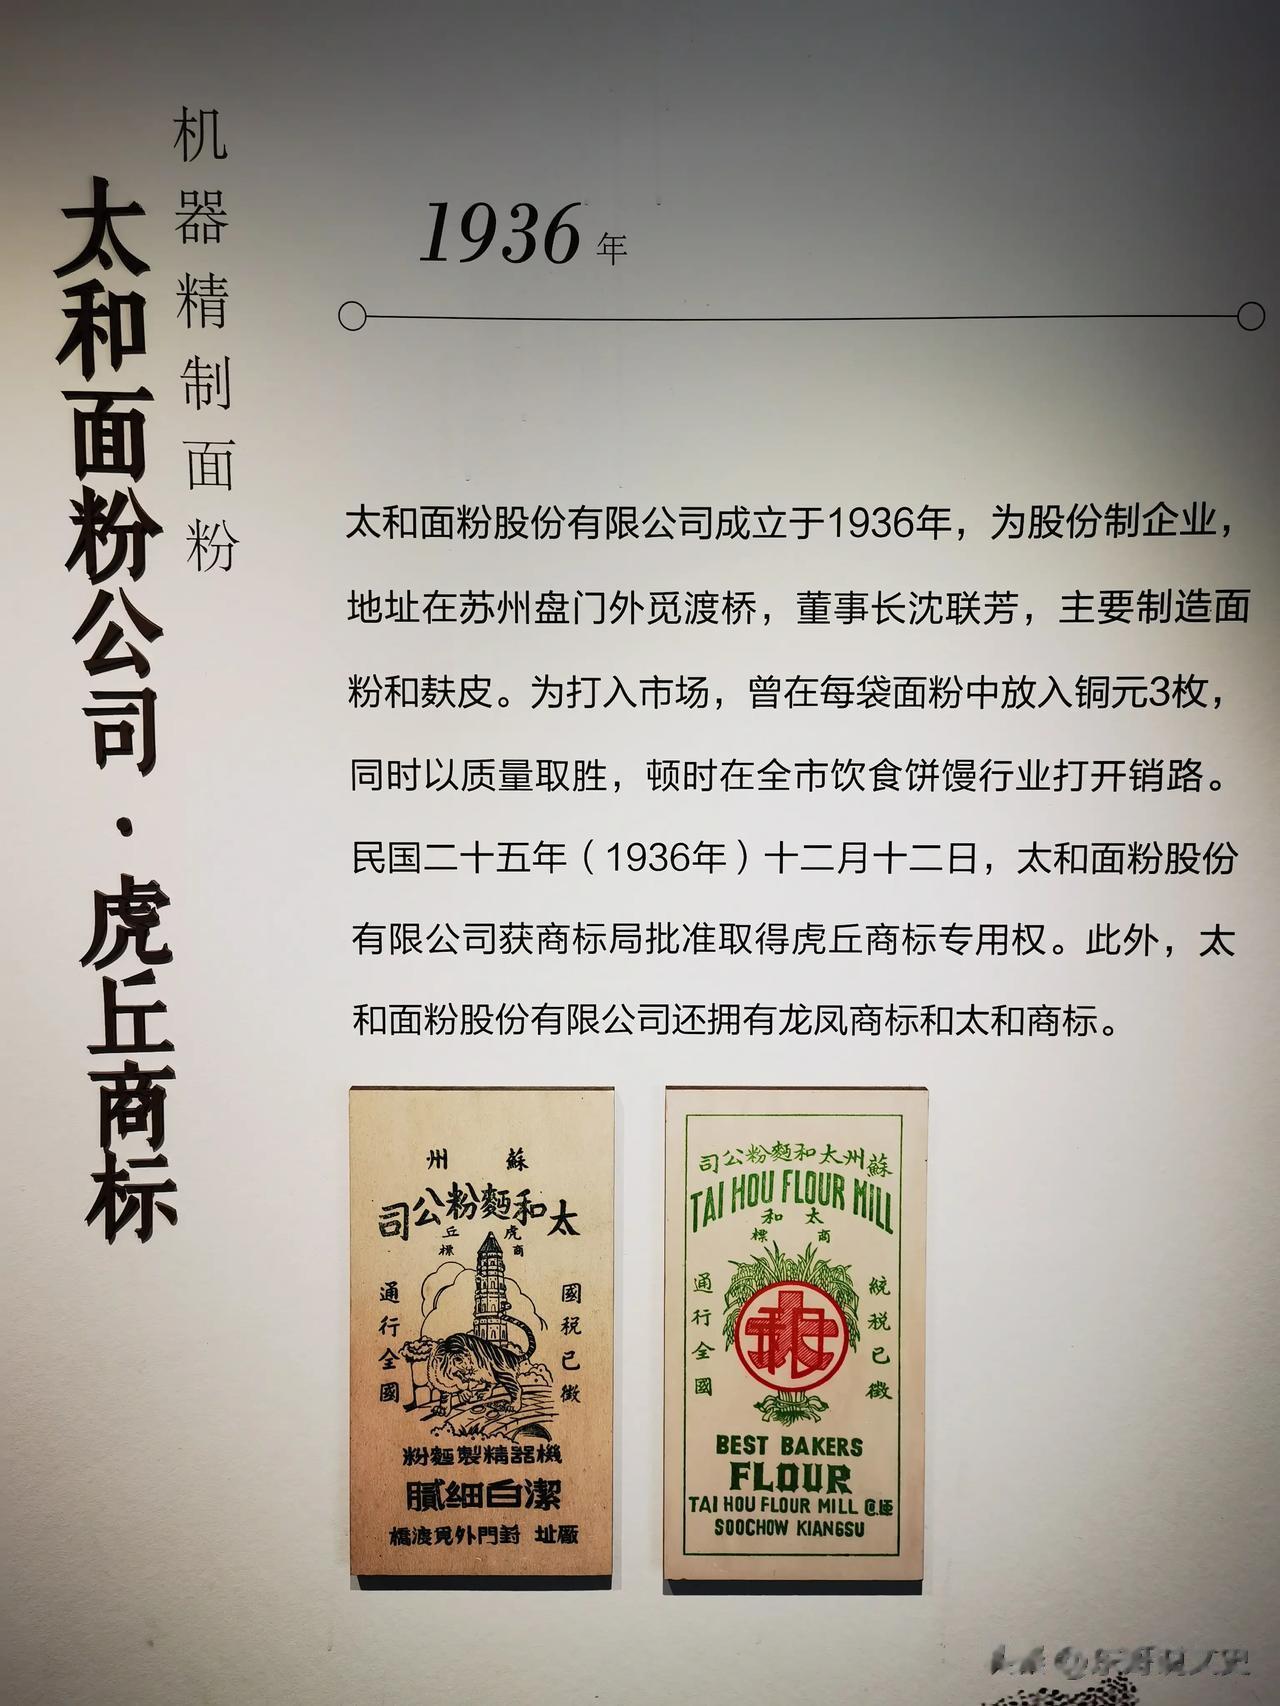 机器精制面粉
太和面粉公司·虎丘商标
1936年
太和面粉股份有限公司成立于1936年，为股份制企业，
地址在苏州盘门外觅渡桥，董事长沈联芳，主要制造面
粉和麸皮。为打入市场，曾在每袋面粉中放入铜元3枚，
同时以质量取胜，顿时在全市饮食饼馒行业打开销路。
民国二十五年（1936年）十二月十二日，太和面粉股份
有限公司获商标局批准取得虎丘商标专用权。此外，太
和面粉股份有限公司还拥有龙凤商标和太和商标。
蘇州
太和麵粉公司
虎丘
商標
國稅已徵
通行全國
機器精製麵粉
潔白細膩
廠址 葑門外覓渡橋
蘇州太和麵粉公司
TAI HOU FLOUR MILL
太和
商標
統稅已徵
通行全國
BEST BAKERS
FLOUR
TAI HOU FLOUR MILL
SOOCHOW KIANGSU